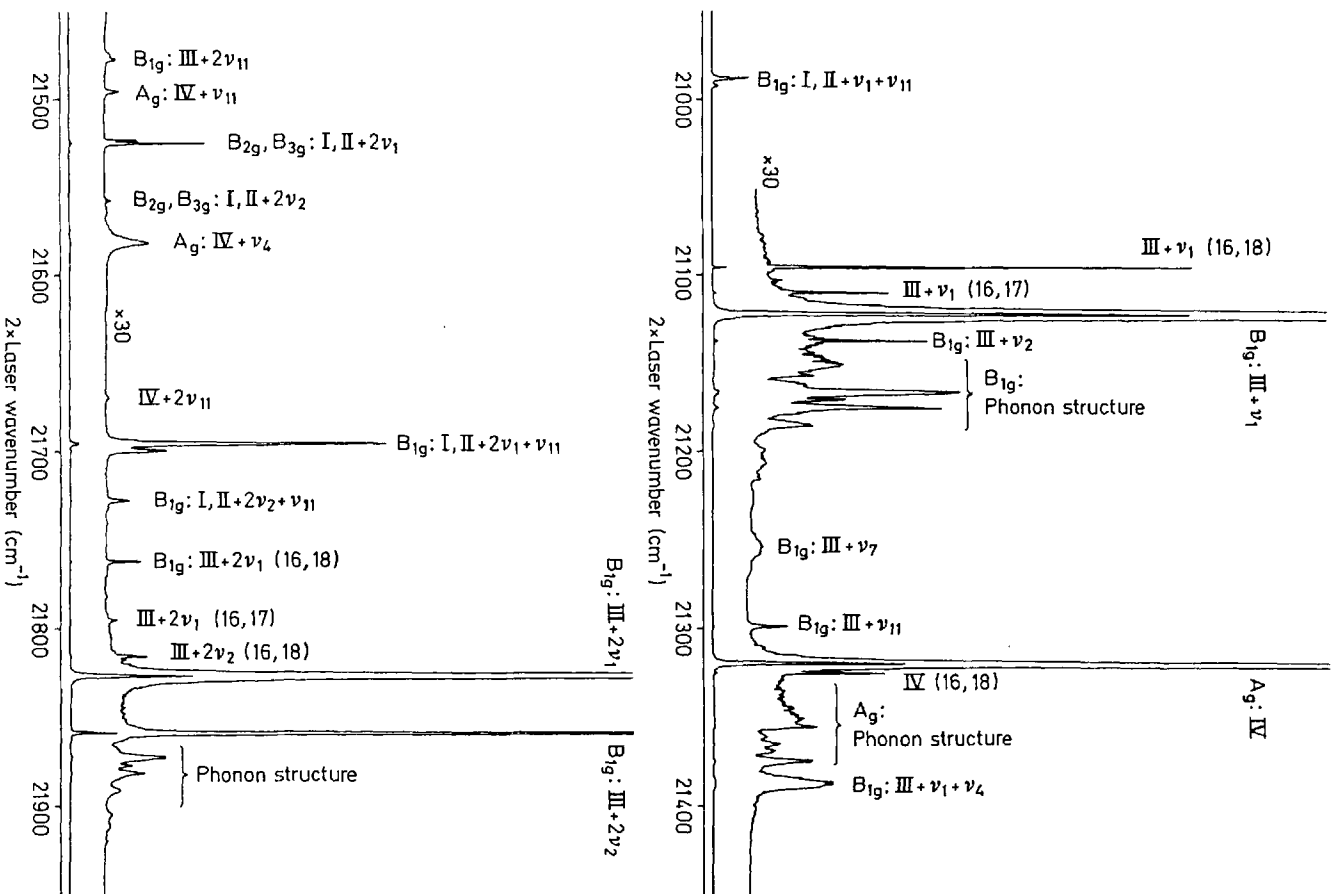 B₁g: III+2ν₁₁
Ag: IV+ν₁₁
B₂g, B₃g: I, II+2ν₁
B₂g, B₃g: I, II+2ν₂
Ag: IV+ν₄
×30
IV+2ν₁₁
B₁g: I, II+2ν₁+ν₁₁
B₁g: I, II+2ν₂+ν₁₁
B₁g: III+2ν₁ (16,18)
III+2ν₁ (16,17)
III+2ν₂ (16,18)
B₁g: III+2ν₁
B₁g: III+2ν₂
Phonon structure
21500
21600
21700
21800
21900
2×Laser wavenumber (cm⁻¹)
B₁g: I, II+ν₁+ν₁₁
×30
III+ν₁ (16,18)
III+ν₁ (16,17)
B₁g: III+ν₁
B₁g: III+ν₂
B₁g:
Phonon structure
B₁g: III+ν₇
B₁g: III+ν₁₁
Ag: IV
IV (16,18)
Ag:
Phonon structure
B₁g: III+ν₁+ν₄
21000
21100
21200
21300
21400
2×Laser wavenumber (cm⁻¹)